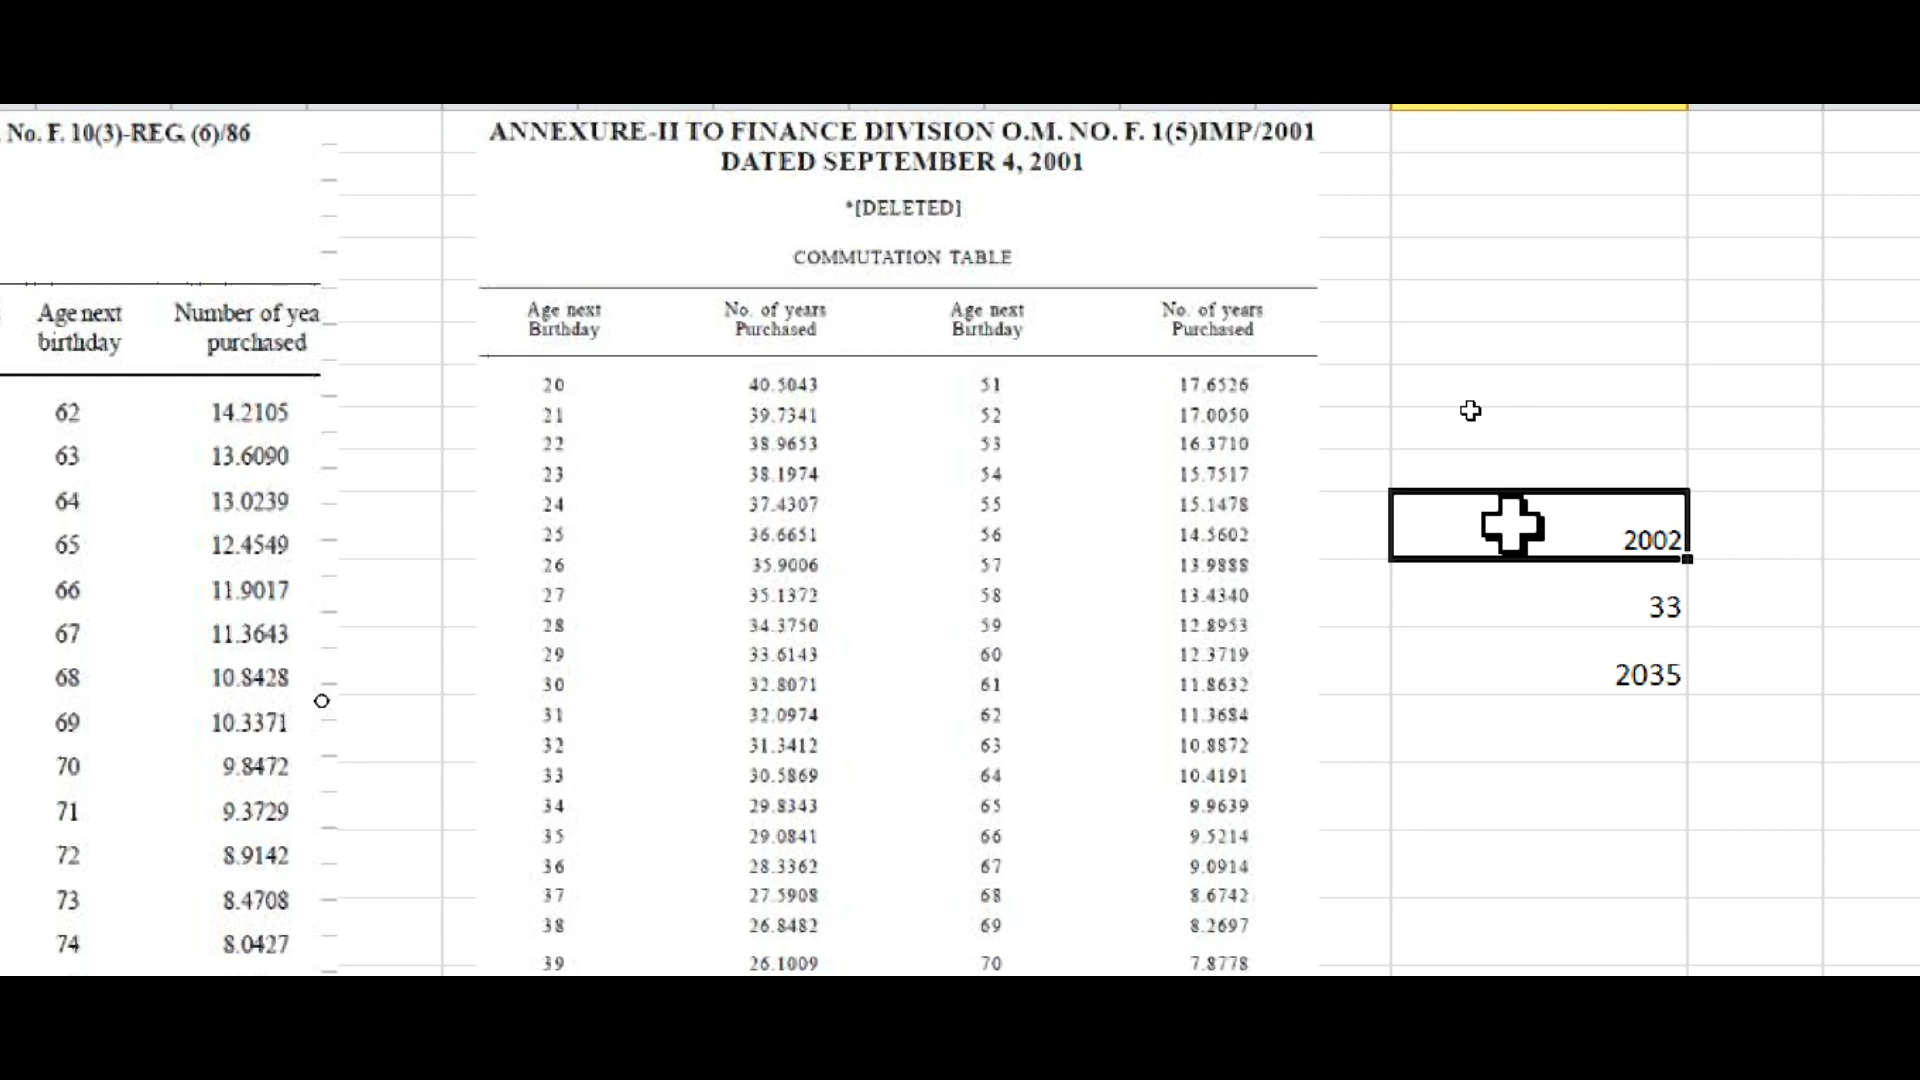 No. F. 10(3)-REG. (6)/86
Age next birthday Number of yea purchased
62 14.2105
63 13.6090
64 13.0239
65 12.4549
66 11.9017
67 11.3643
68 10.8428
69 10.3371
70 9.8472
71 9.3729
72 8.9142
73 8.4708
74 8.0427
ANNEXURE-II TO FINANCE DIVISION O.M. NO. F. 1(5)IMP/2001
DATED SEPTEMBER 4, 2001
*[DELETED]
COMMUTATION TABLE
Age next Birthday No. of years Purchased Age next Birthday No. of years Purchased
20 40.5043 51 17.6526
21 39.7341 52 17.0050
22 38.9653 53 16.3710
23 38.1974 54 15.7517
24 37.4307 55 15.1478
25 36.6651 56 14.5602
26 35.9006 57 13.9888
27 35.1372 58 13.4340
28 34.3750 59 12.8953
29 33.6143 60 12.3719
30 32.8071 61 11.8632
31 32.0974 62 11.3684
32 31.3412 63 10.8872
33 30.5869 64 10.4191
34 29.8343 65 9.9639
35 29.0841 66 9.5214
36 28.3362 67 9.0914
37 27.5908 68 8.6742
38 26.8482 69 8.2697
39 26.1009 70 7.8778
2002
33
2035